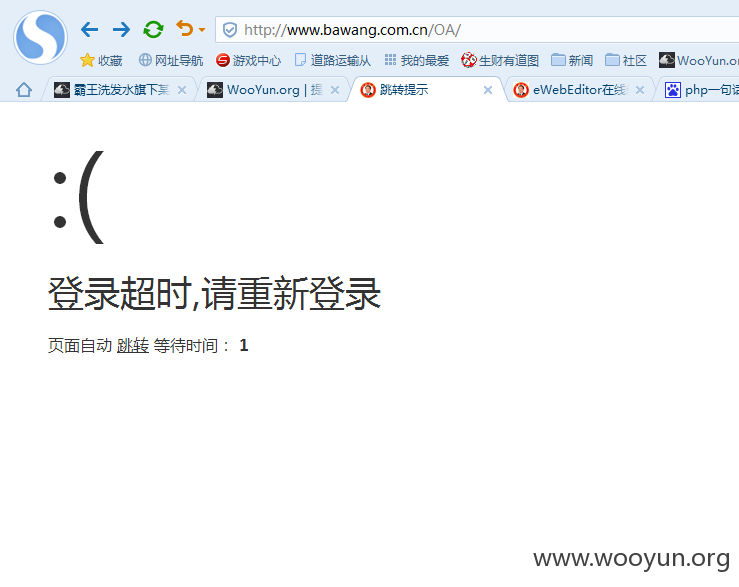 http://www.bawang.com.cn/OA/
收藏 网址导航 游戏中心 道路运输从 我的最爱 生财有道图 新闻 社区 WooYun.or
霸王洗发水旗下某 WooYun.org | 提 跳转提示 eWebEditor在线 php一句话
:(
登录超时,请重新登录
页面自动 跳转 等待时间： 1
www.wooyun.org